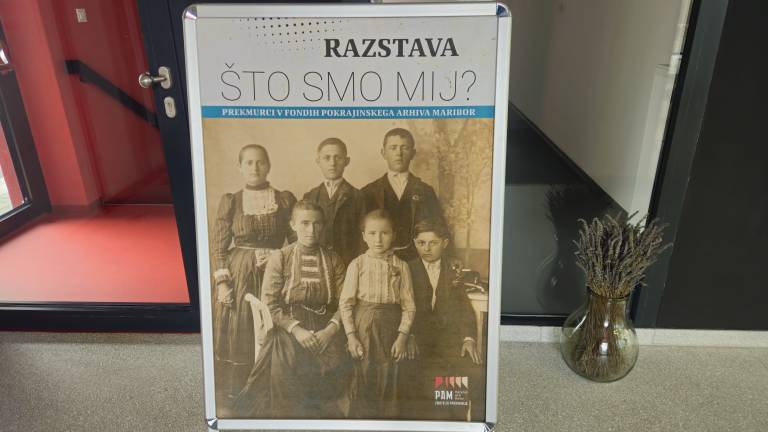 RAZSTAVA
ŠTO SMO MIJ?
PREKMURCI V FONDIH POKRAJINSKEGA ARHIVA MARIBOR
PAM